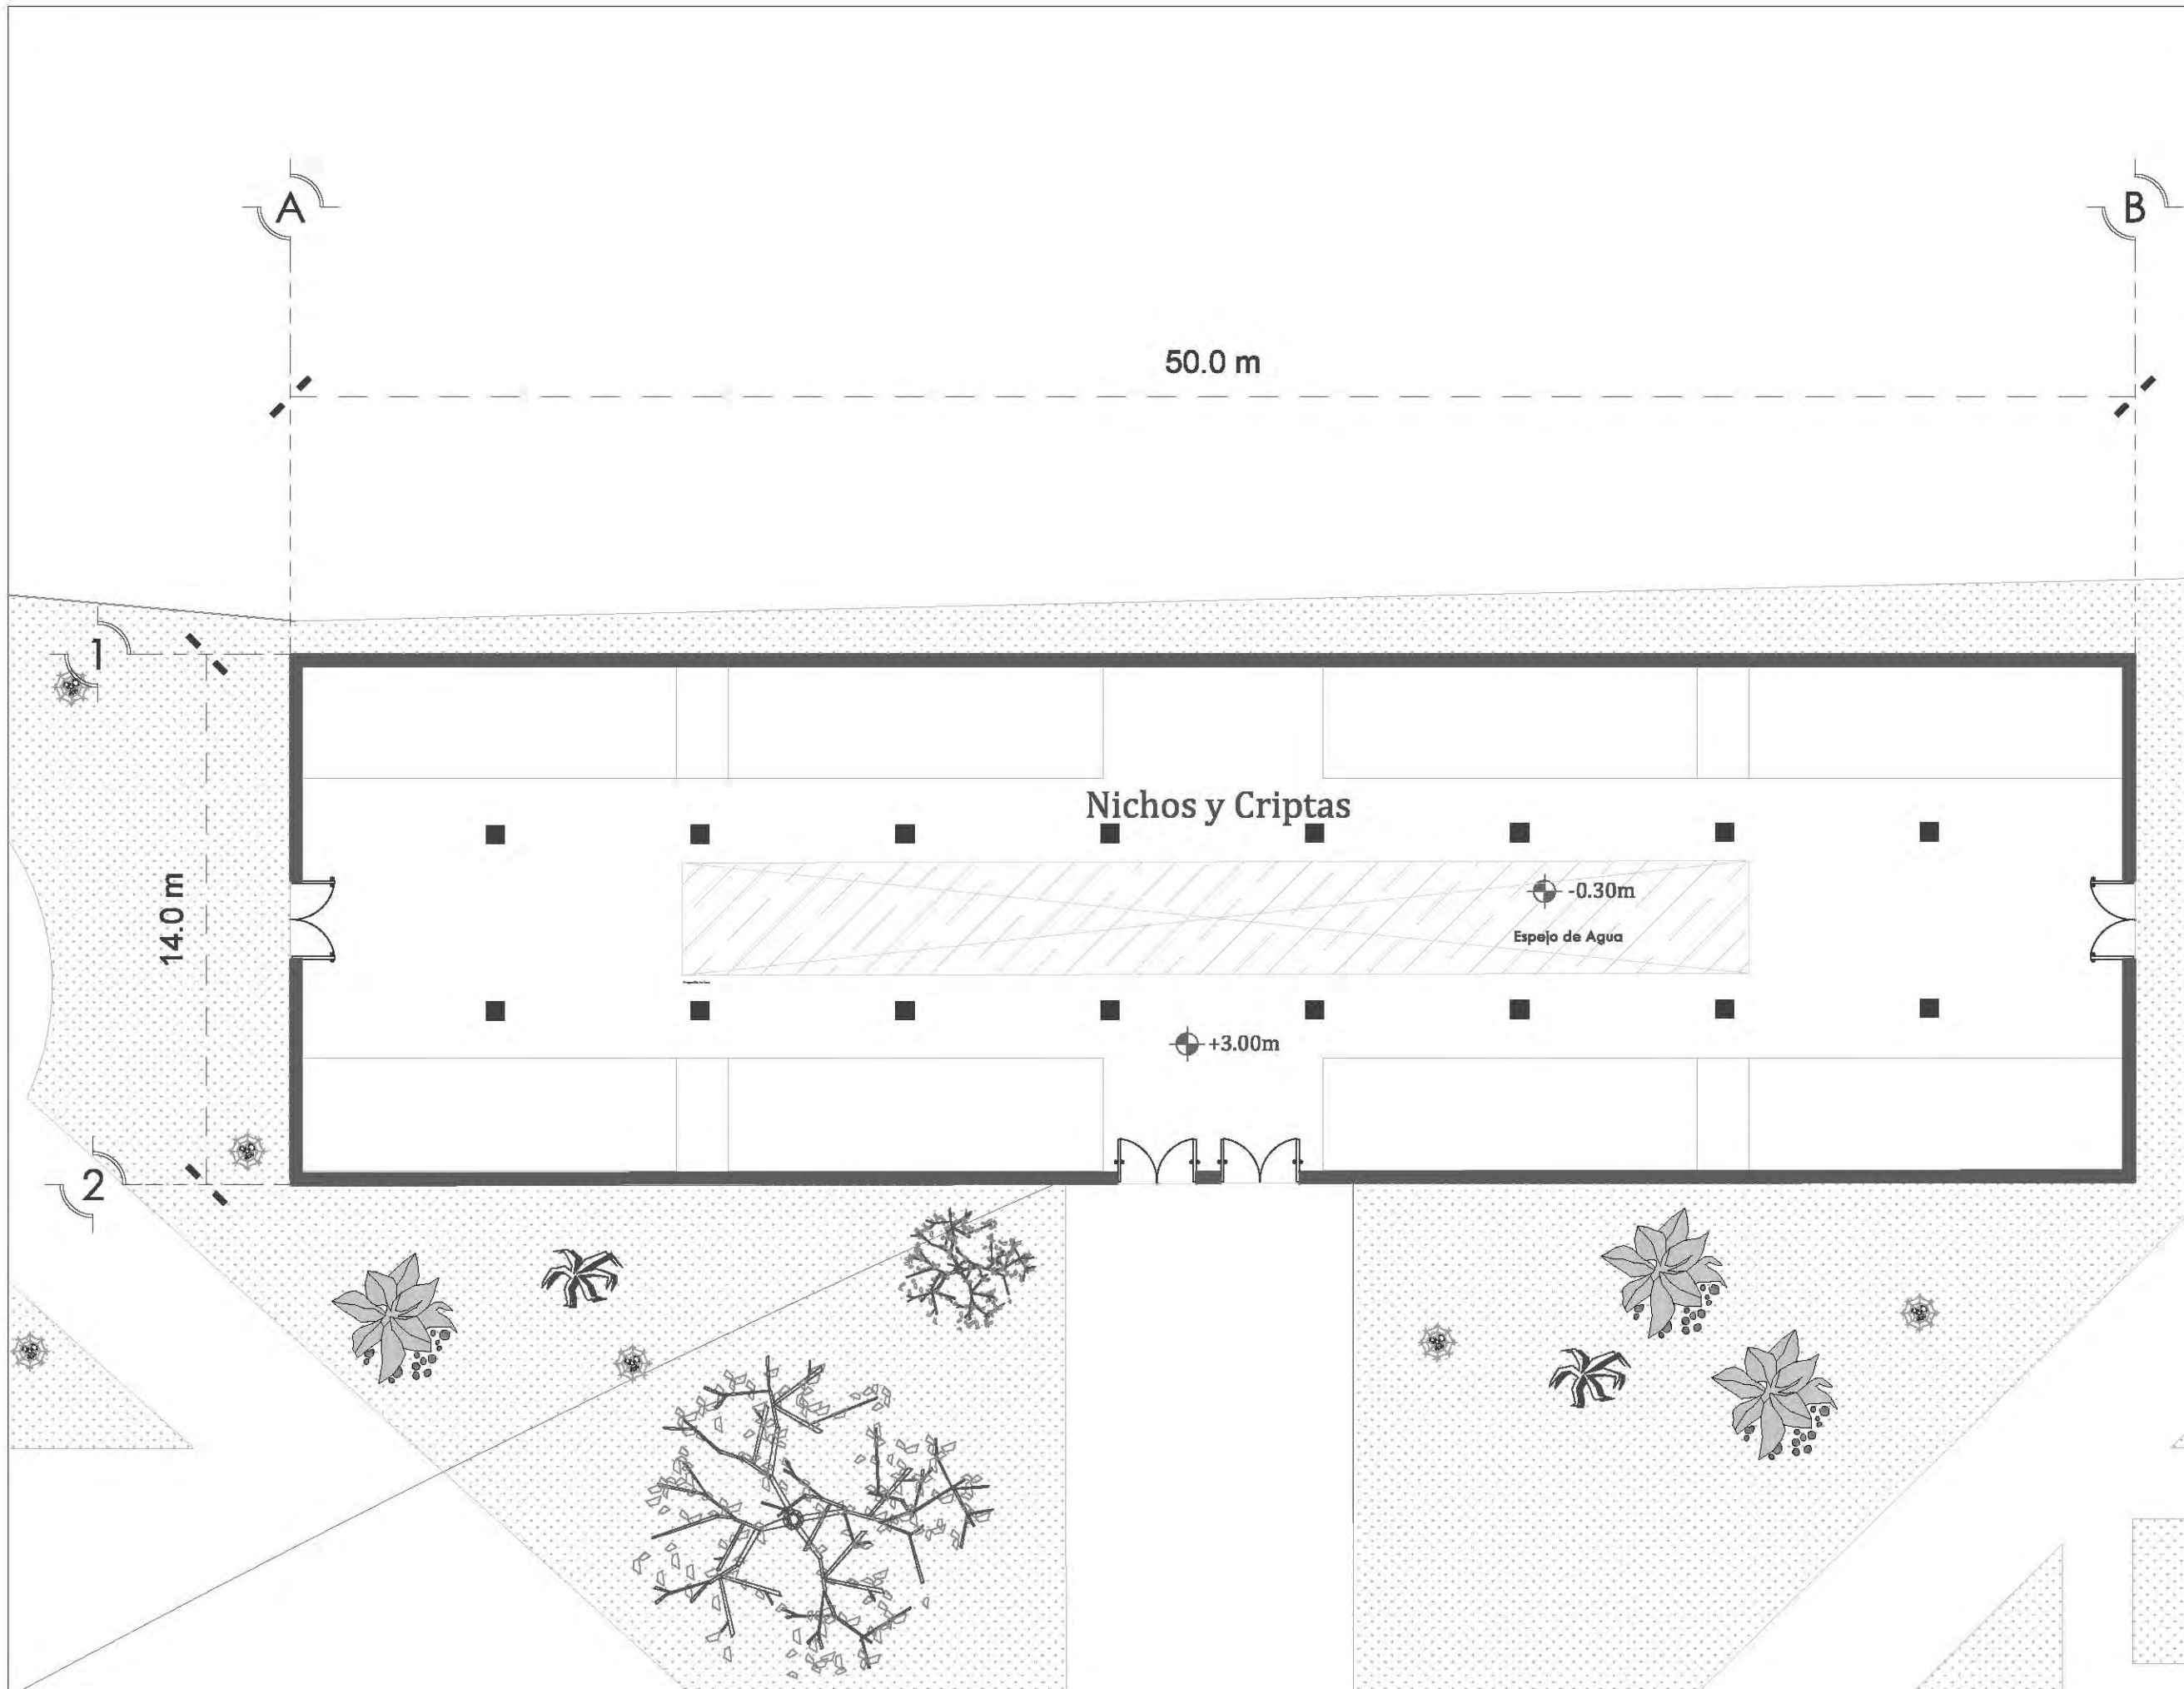 A
B
50.0 m
1
Nichos y Criptas
-0.30m
Espejo de Agua
14.0 m
+3.00m
2